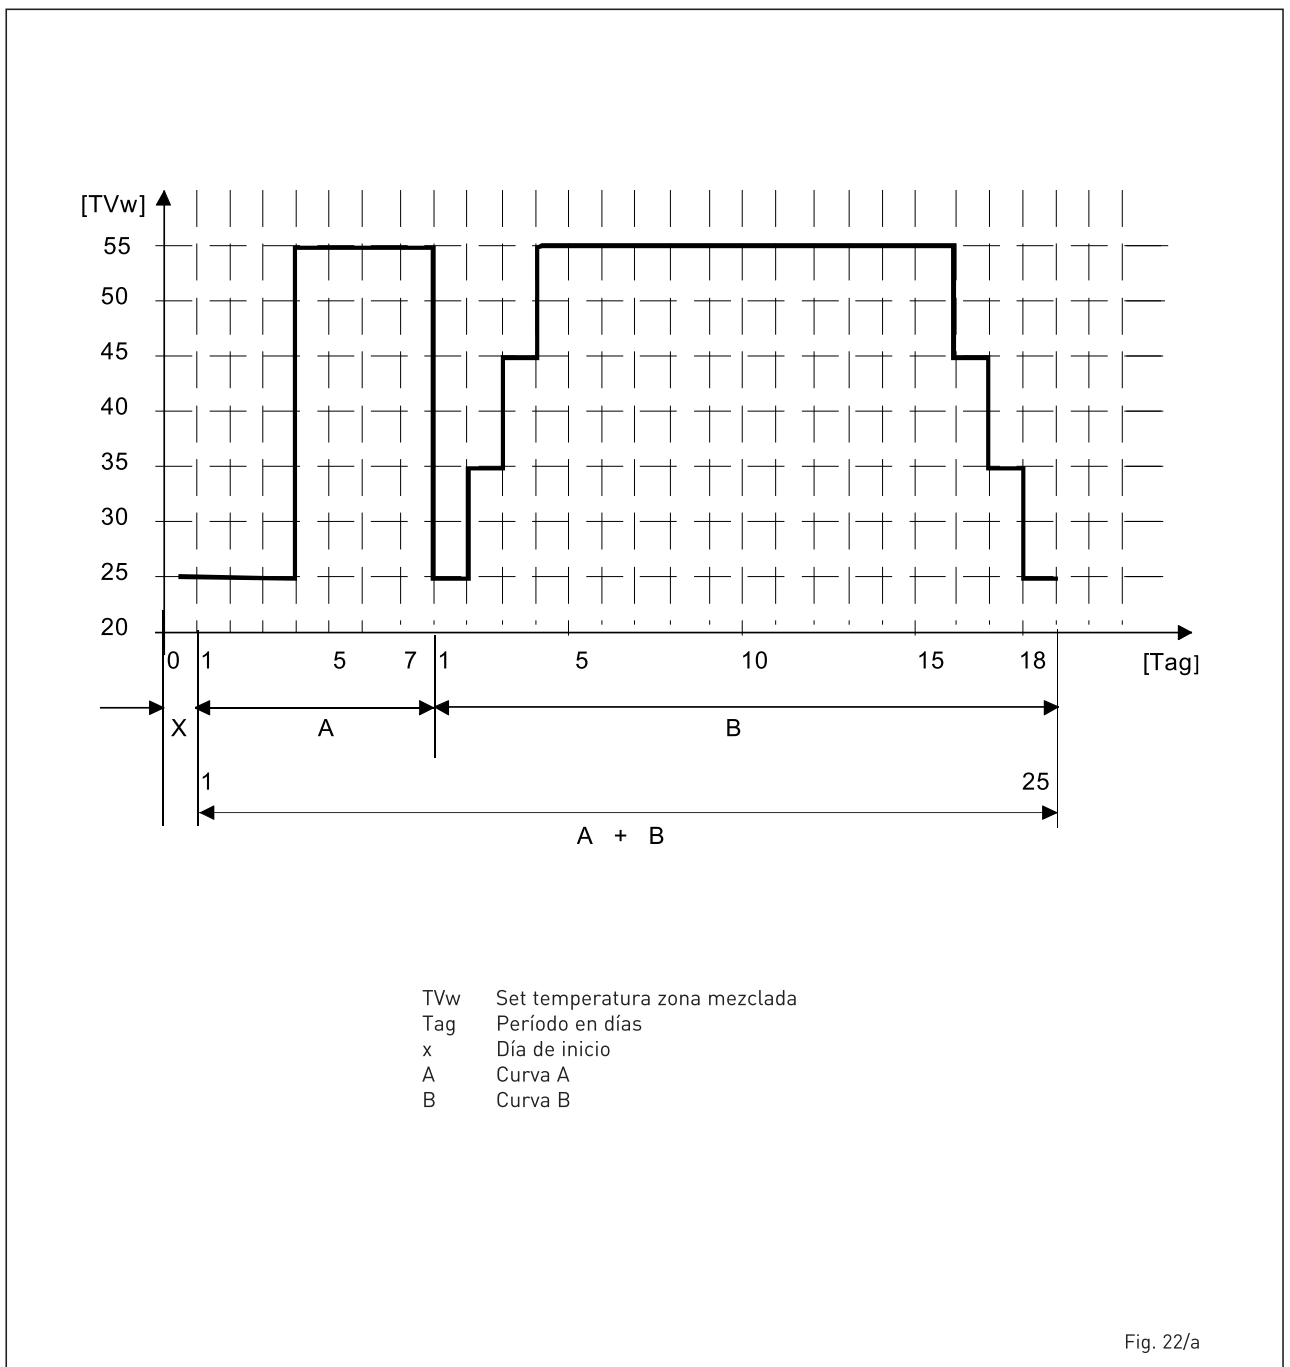 [TVw]
55
50
45
40
35
30
25
20
0 1 5 7 1 5 10 15 18 [Tag]
X A B
1 25
A + B
TVw Set temperatura zona mezclada
Tag Período en días
x Día de inicio
A Curva A
B Curva B
Fig. 22/a